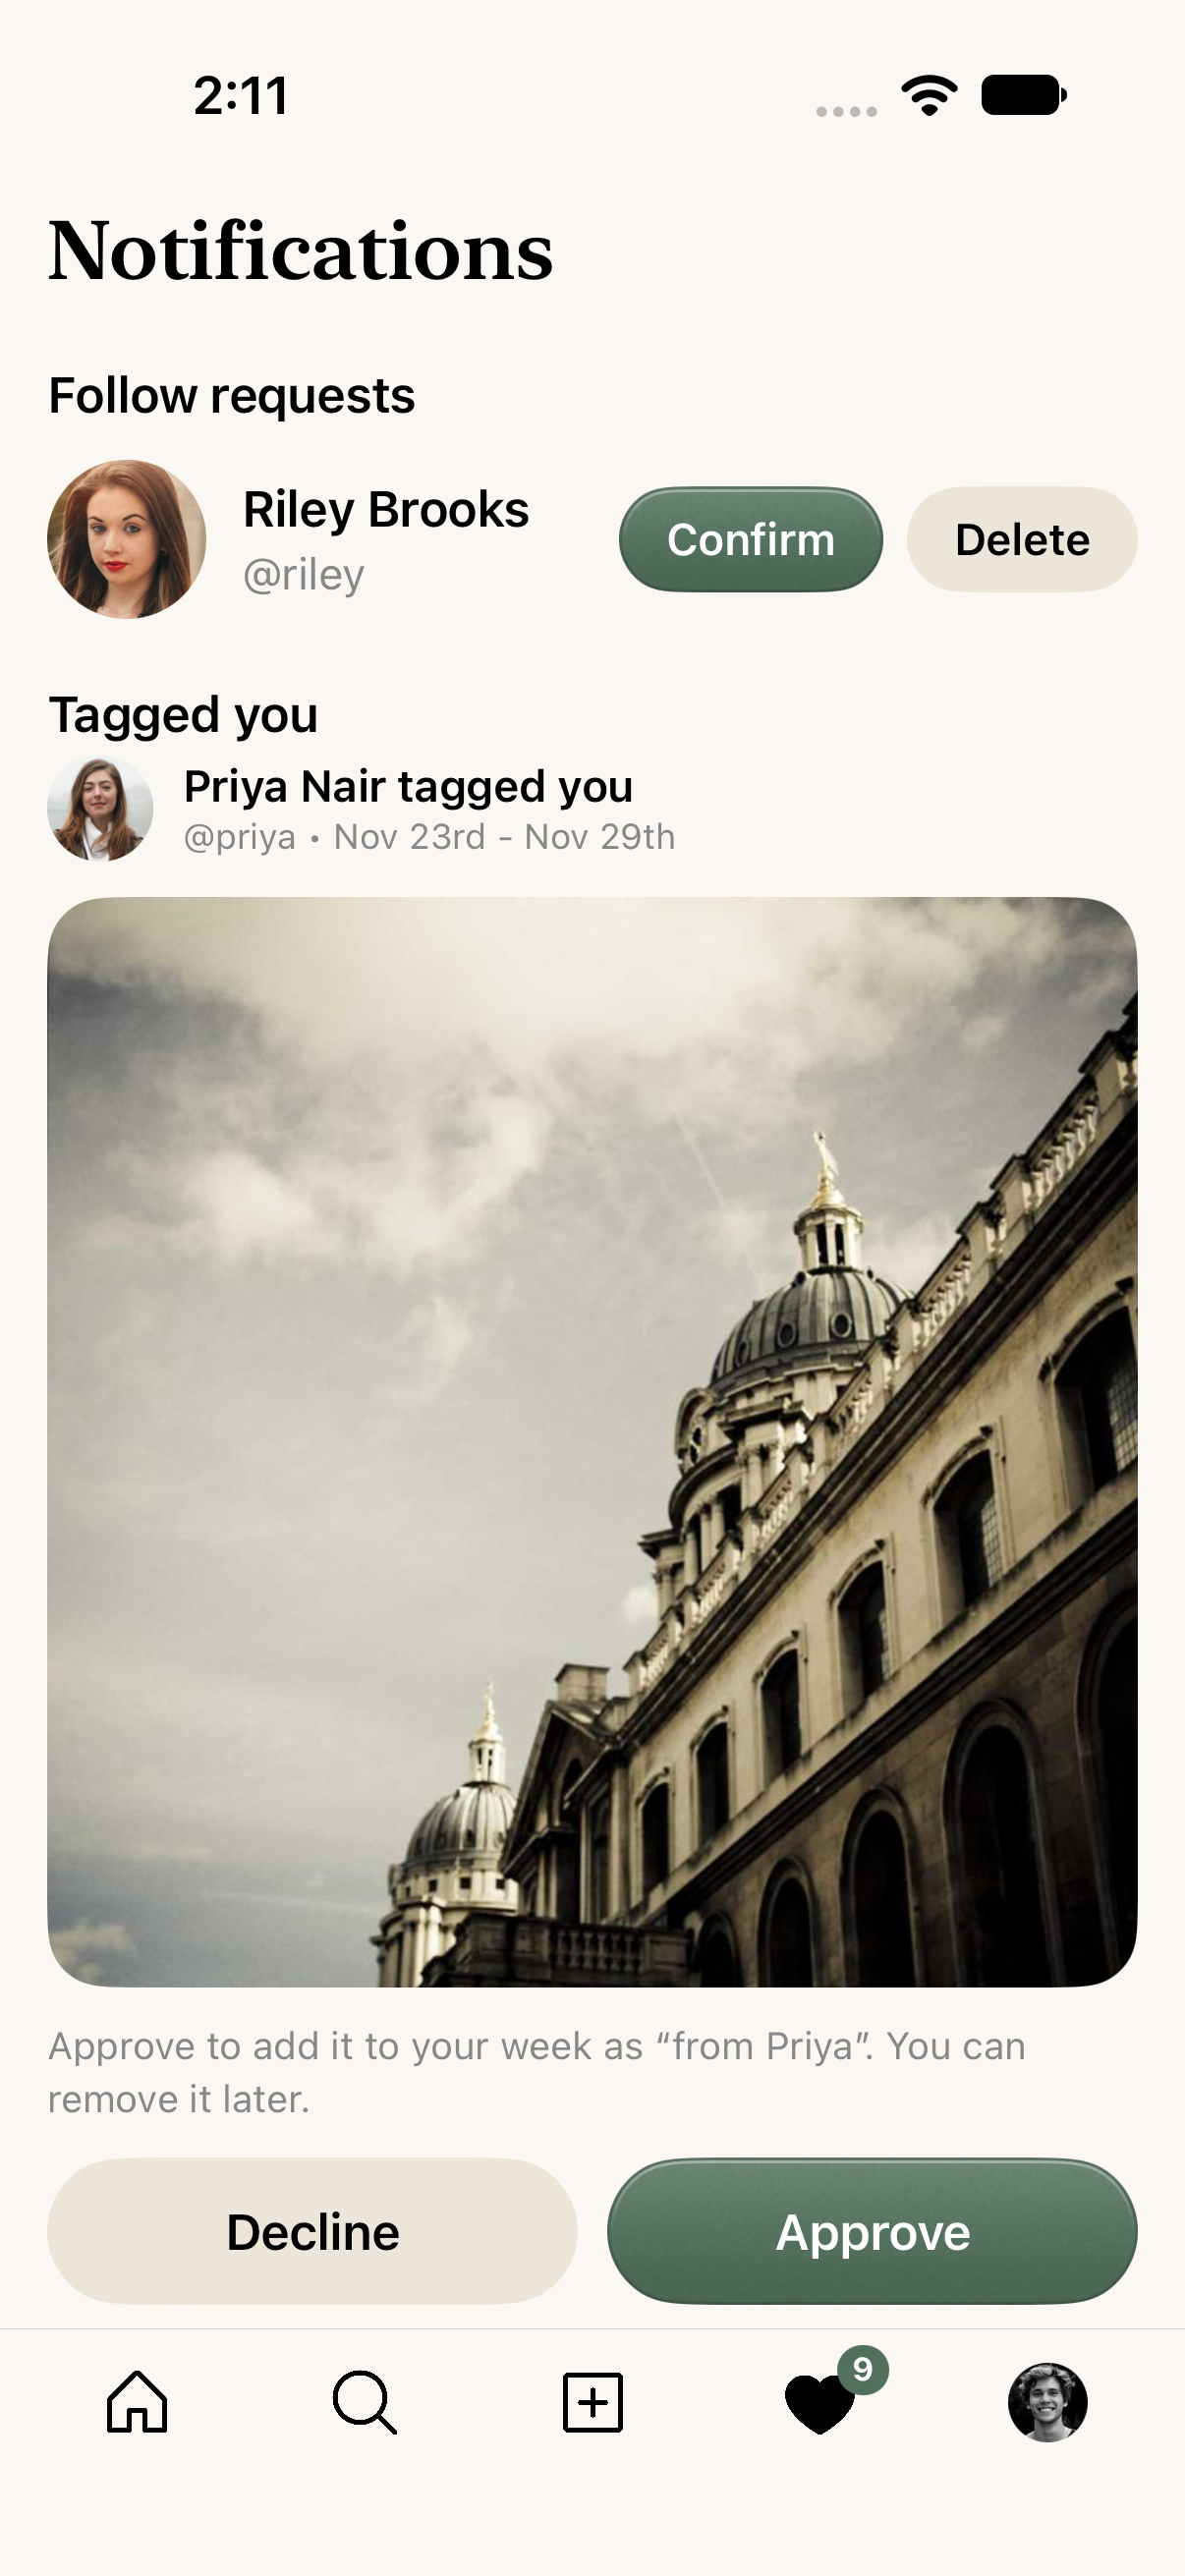 2:11
Notifications
Follow requests
Riley Brooks
@riley
Confirm
Delete
Tagged you
Priya Nair tagged you
@priya • Nov 23rd - Nov 29th
Approve to add it to your week as “from Priya”. You can
remove it later.
Decline
Approve
9